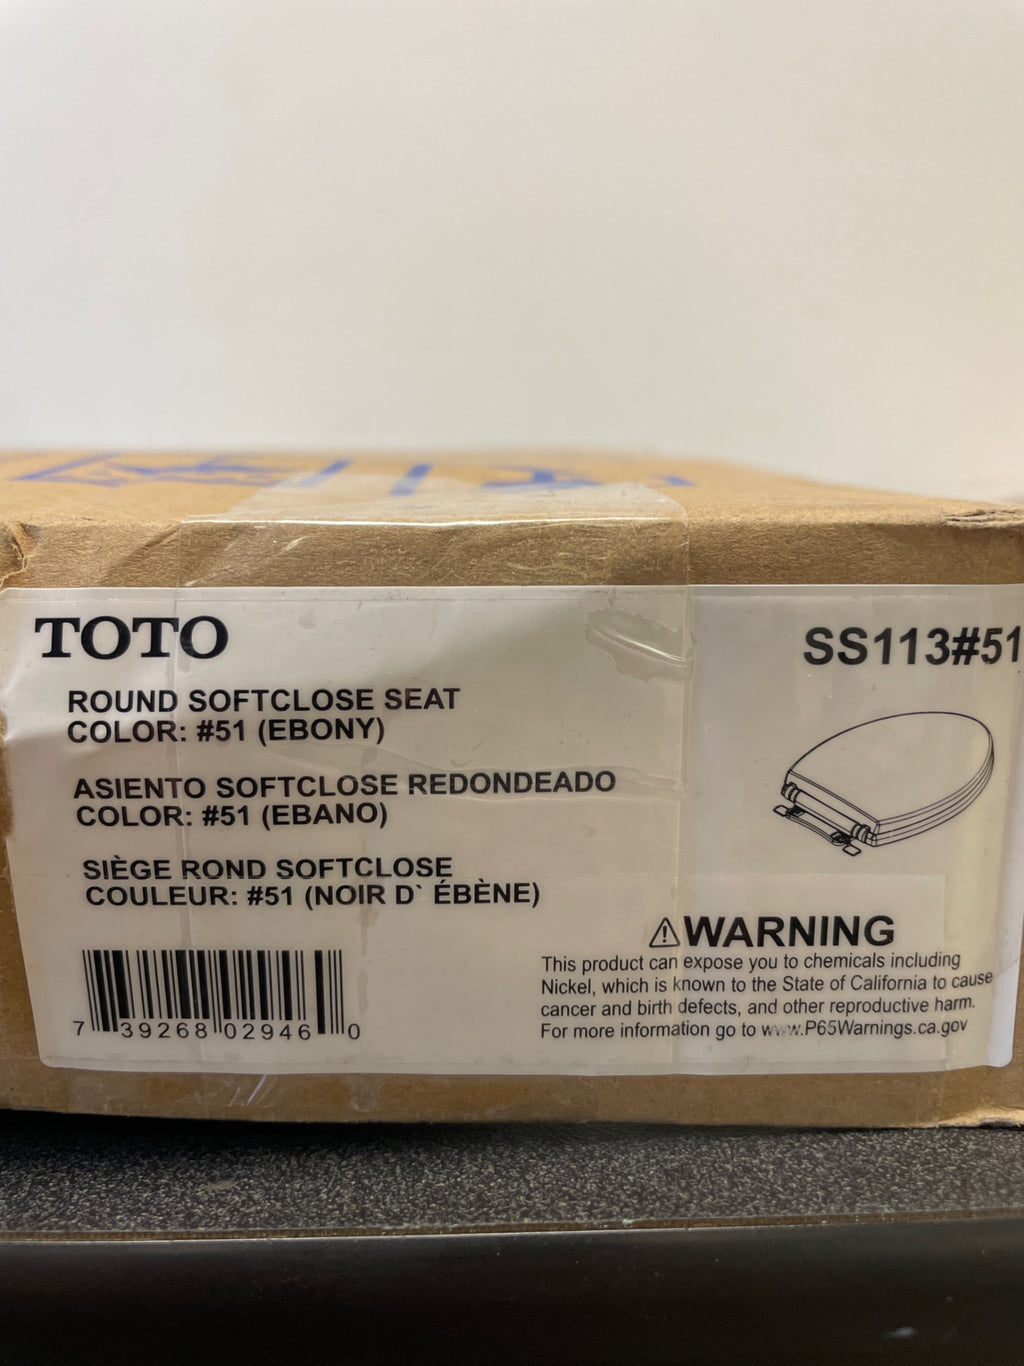 TOTO
SS113#51
ROUND SOFTCLOSE SEAT
COLOR: #51 (EBONY)
ASIENTO SOFTCLOSE REDONDEADO
COLOR: #51 (EBANO)
SIÈGE ROND SOFTCLOSE
COULEUR: #51 (NOIR D` ÉBÈNE)
7 39268 02946 0
WARNING
This product can expose you to chemicals including
Nickel, which is known to the State of California to cause
cancer and birth defects, and other reproductive harm.
For more information go to www.P65Warnings.ca.gov